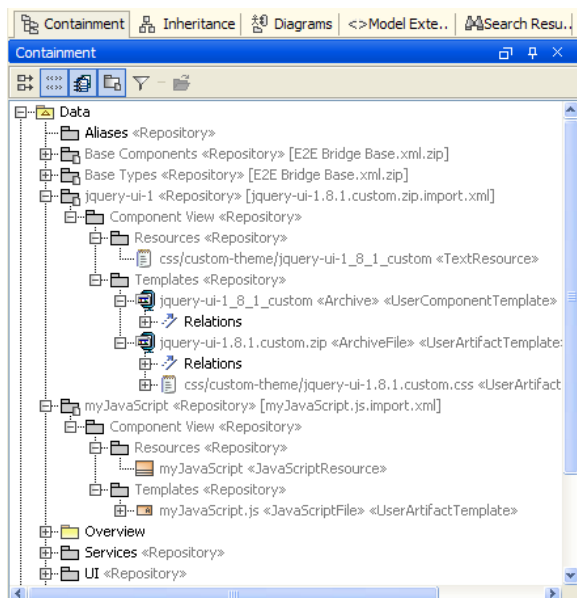 Containment Inheritance Diagrams <>Model Exte.. Search Resu..
Containment
Data
Aliases «Repository»
Base Components «Repository» [E2E Bridge Base.xml.zip]
Base Types «Repository» [E2E Bridge Base.xml.zip]
jquery-ui-1 «Repository» [jquery-ui-1.8.1.custom.zip.import.xml]
Component View «Repository»
Resources «Repository»
css/custom-theme/jquery-ui-1_8_1_custom «TextResource»
Templates «Repository»
jquery-ui-1_8_1_custom «Archive» «UserComponentTemplate»
Relations
jquery-ui-1.8.1.custom.zip «ArchiveFile» «UserArtifactTemplate»
Relations
css/custom-theme/jquery-ui-1.8.1.custom.css «UserArtifact
myJavaScript «Repository» [myJavaScript.js.import.xml]
Component View «Repository»
Resources «Repository»
myJavaScript «JavaScriptResource»
Templates «Repository»
myJavaScript.js «JavaScriptFile» «UserArtifactTemplate»
Overview
Services «Repository»
UI «Repository»